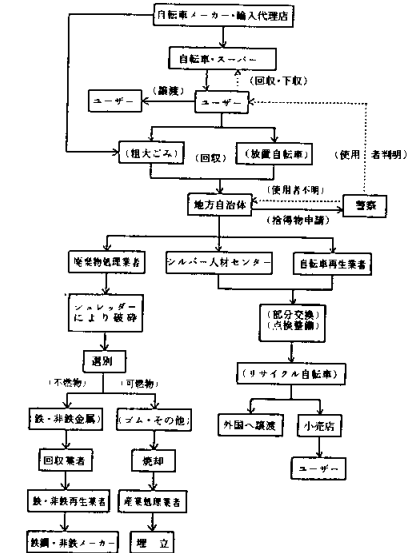 自転車メーカー・輸入代理店
自転車・スーパー
(回収・下取)
(譲渡)
ユーザー
ユーザー
(粗大ごみ)
(回収)
(放置自転車)
(使用者判明)
(使用者不明)
地方自治体
警察
(拾得物申請)
廃棄物処理業者
シルバー人材センター
自転車再生業者
シュレッダー
により破砕
(部分交換)
(点検整備)
選別
(不燃物)
(可燃物)
(リサイクル自転車)
鉄・非鉄金属)
(ゴム・その他)
外国へ譲渡
小売店
回収業者
焼却
ユーザー
鉄・非鉄再生業者
産業処理業者
鉄鋼・非鉄メーカー
埋立